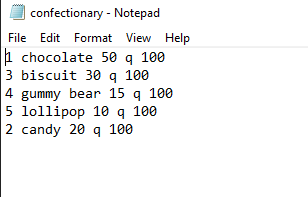 confectionary - Notepad
File Edit Format View Help
1 chocolate 50 q 100
3 biscuit 30 q 100
4 gummy bear 15 q 100
5 lollipop 10 q 100
2 candy 20 q 100